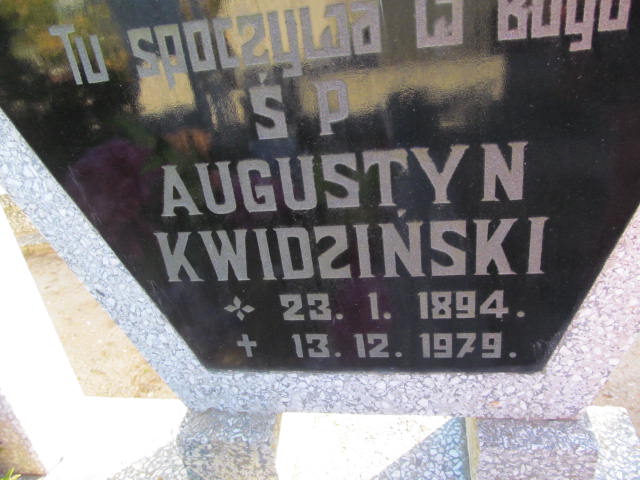 Tu spoczywa w Bogu
Ś P
AUGUSTYN
KWIDZIŃSKI
23. 1. 1894.
13. 12. 1979.